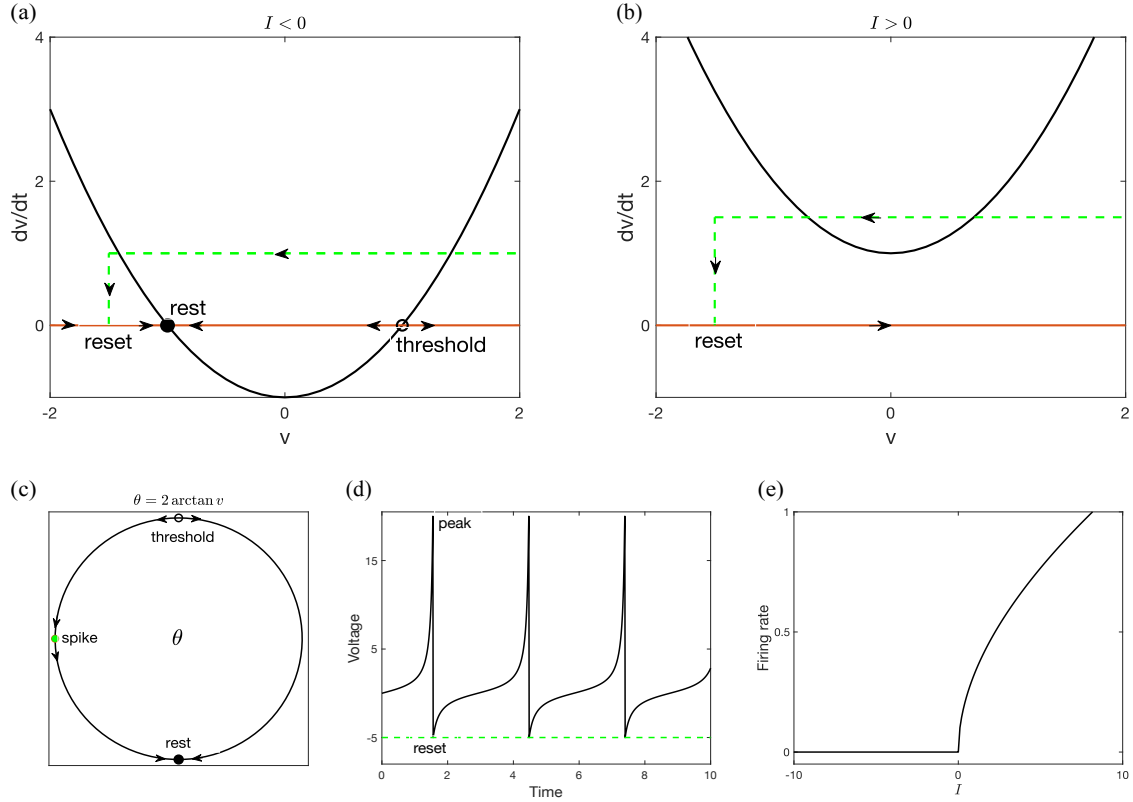 (a)
I < 0
4
2
0
dv/dt
rest
reset
threshold
-2
0
2
v
(b)
I > 0
4
2
0
dv/dt
reset
-2
0
2
v
(c)
θ = 2 arctan v
threshold
spike
θ
rest
(d)
peak
15
5
-5
Voltage
reset
0
2
4
6
8
10
Time
(e)
1
0.5
0
Firing rate
-10
0
10
I